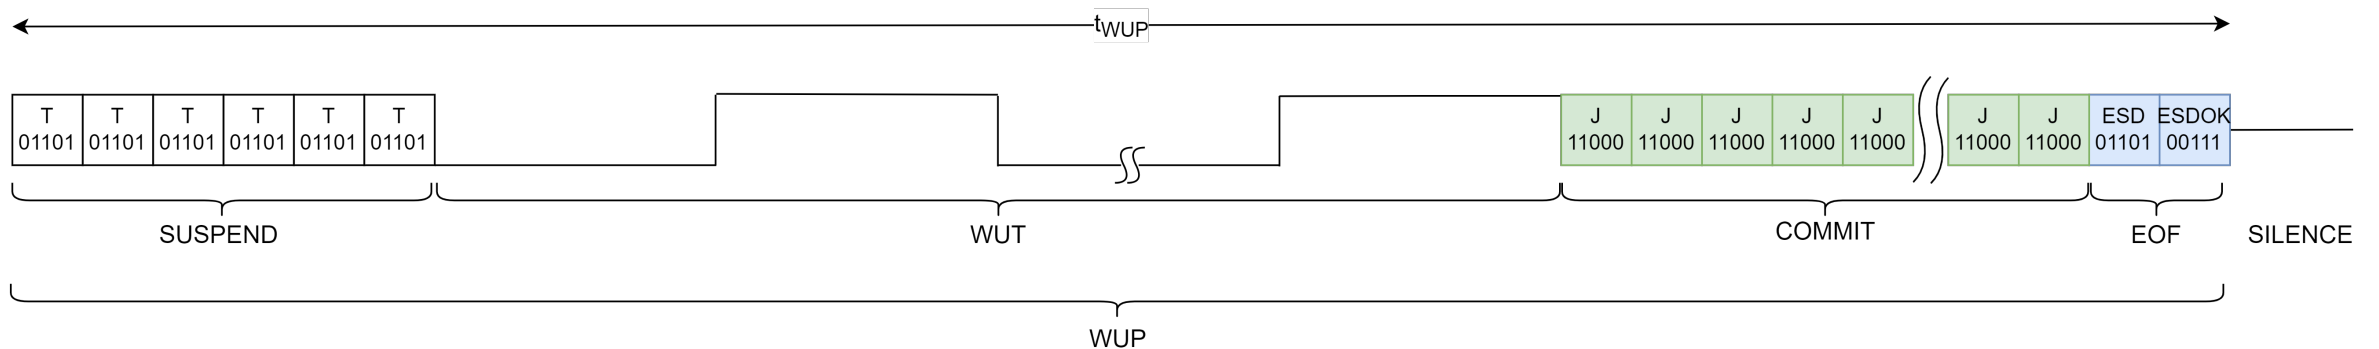 tWUP
T T T T T T J J J J J J J ESD ESDOK
01101 01101 01101 01101 01101 01101 11000 11000 11000 11000 11000 11000 11000 01101 00111
SUSPEND WUT COMMIT EOF SILENCE
WUP